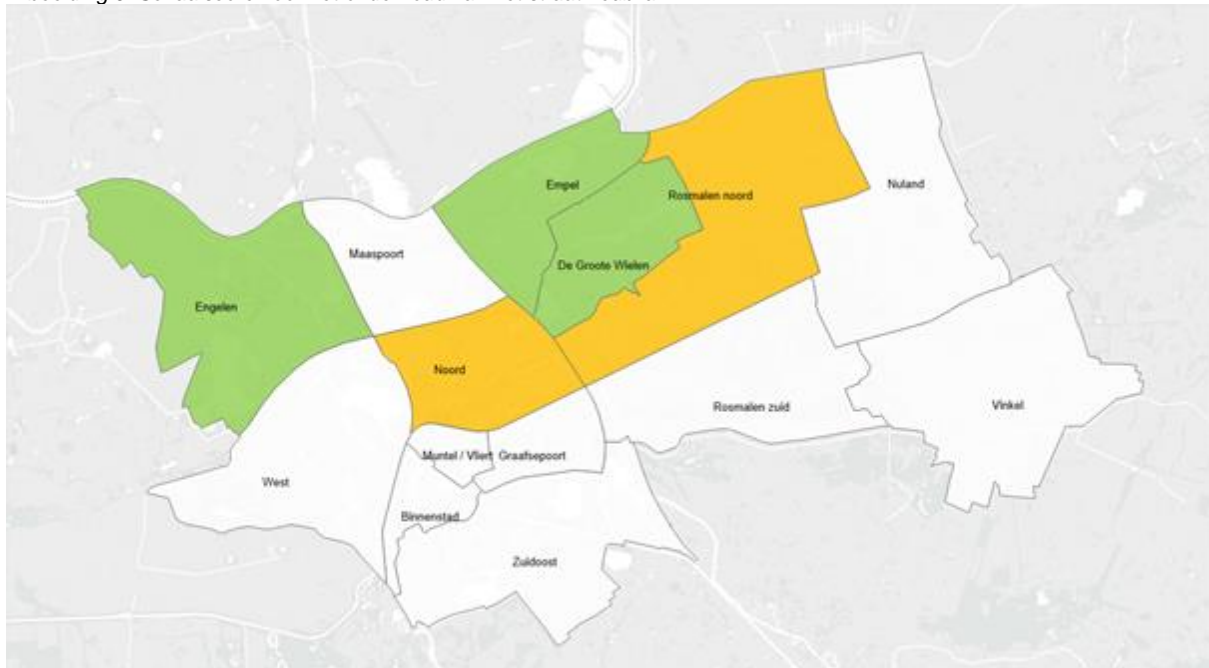 Empel
Nuland
Rosmalen noord
Maaspoort
De Groote Wielen
Engelen
Noord
Rosmalen zuid
Vinkel
Muntel / Vliert
Graafsepoort
West
Binnenstad
Zuidoost